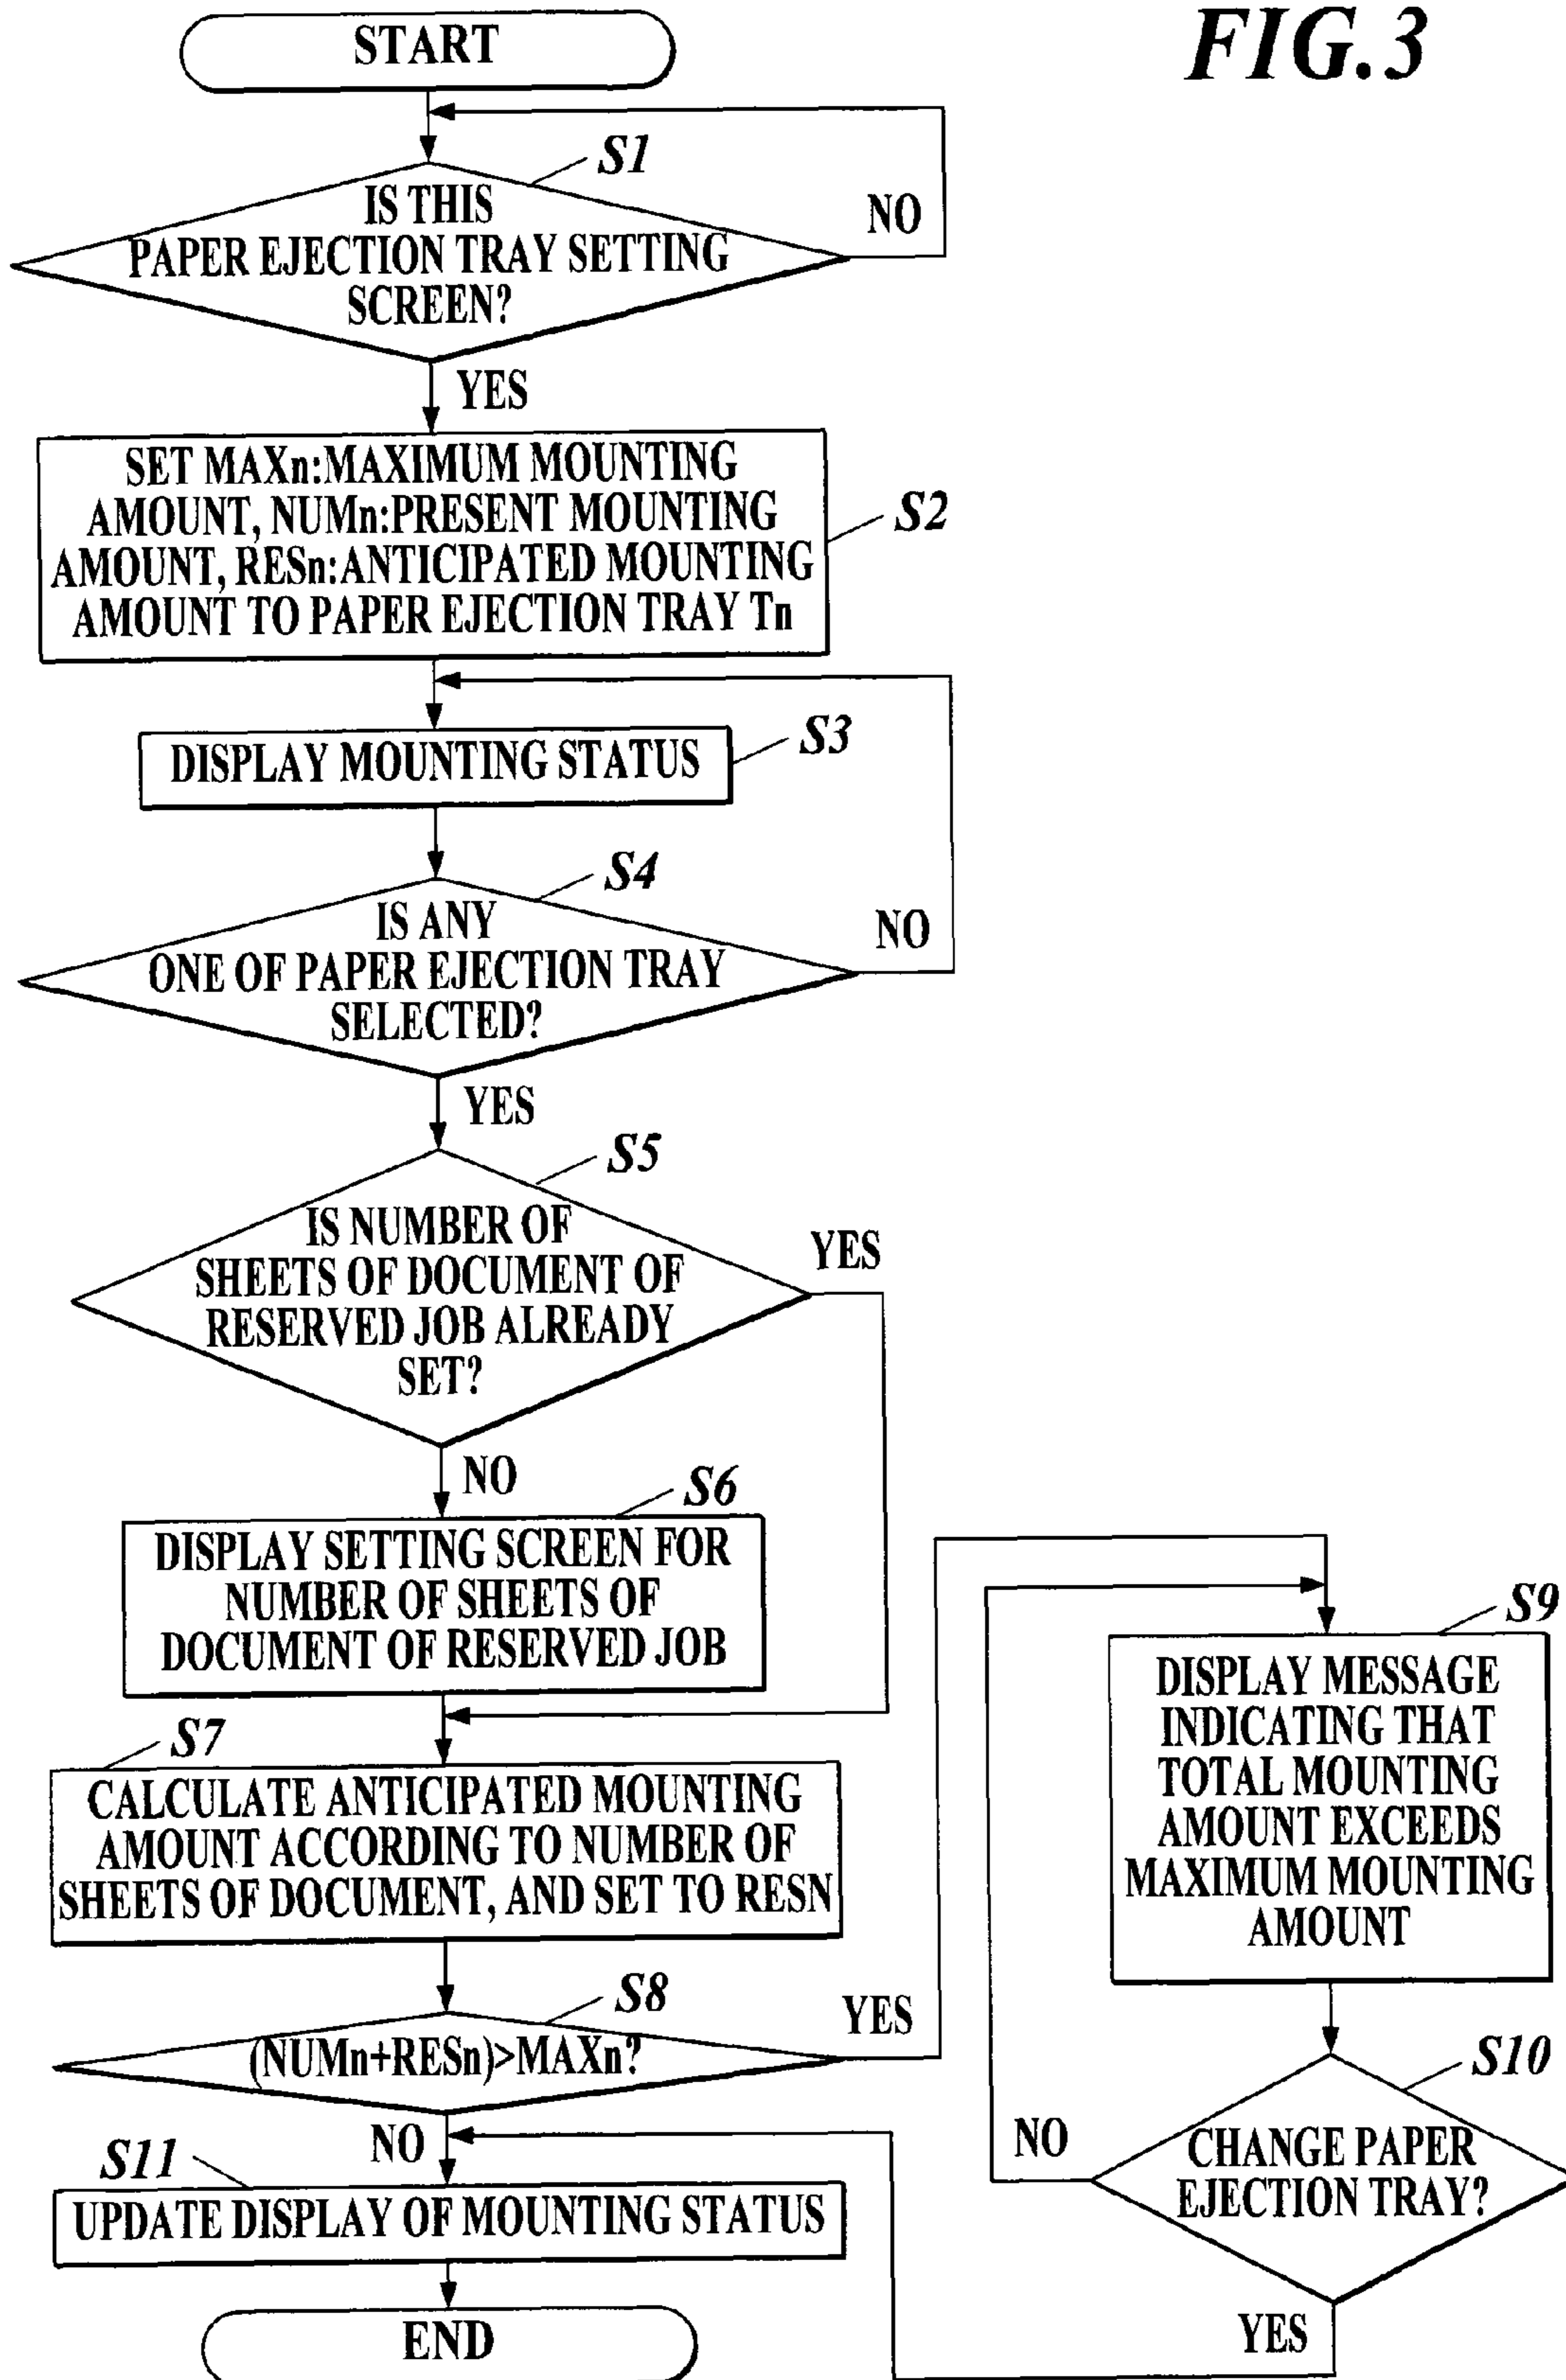 FIG.3
START
S1
IS THIS
PAPER EJECTION TRAY SETTING
SCREEN?
NO
YES
SET MAXn:MAXIMUM MOUNTING
AMOUNT, NUMn:PRESENT MOUNTING
AMOUNT, RESn:ANTICIPATED MOUNTING
AMOUNT TO PAPER EJECTION TRAY Tn
S2
DISPLAY MOUNTING STATUS
S3
S4
IS ANY
ONE OF PAPER EJECTION TRAY
SELECTED?
NO
YES
S5
IS NUMBER OF
SHEETS OF DOCUMENT OF
RESERVED JOB ALREADY
SET?
YES
NO
S6
DISPLAY SETTING SCREEN FOR
NUMBER OF SHEETS OF
DOCUMENT OF RESERVED JOB
S7
CALCULATE ANTICIPATED MOUNTING
AMOUNT ACCORDING TO NUMBER OF
SHEETS OF DOCUMENT, AND SET TO RESN
S8
(NUMn+RESn)>MAXn?
YES
NO
S9
DISPLAY MESSAGE
INDICATING THAT
TOTAL MOUNTING
AMOUNT EXCEEDS
MAXIMUM MOUNTING
AMOUNT
S10
CHANGE PAPER
EJECTION TRAY?
NO
YES
S11
UPDATE DISPLAY OF MOUNTING STATUS
END